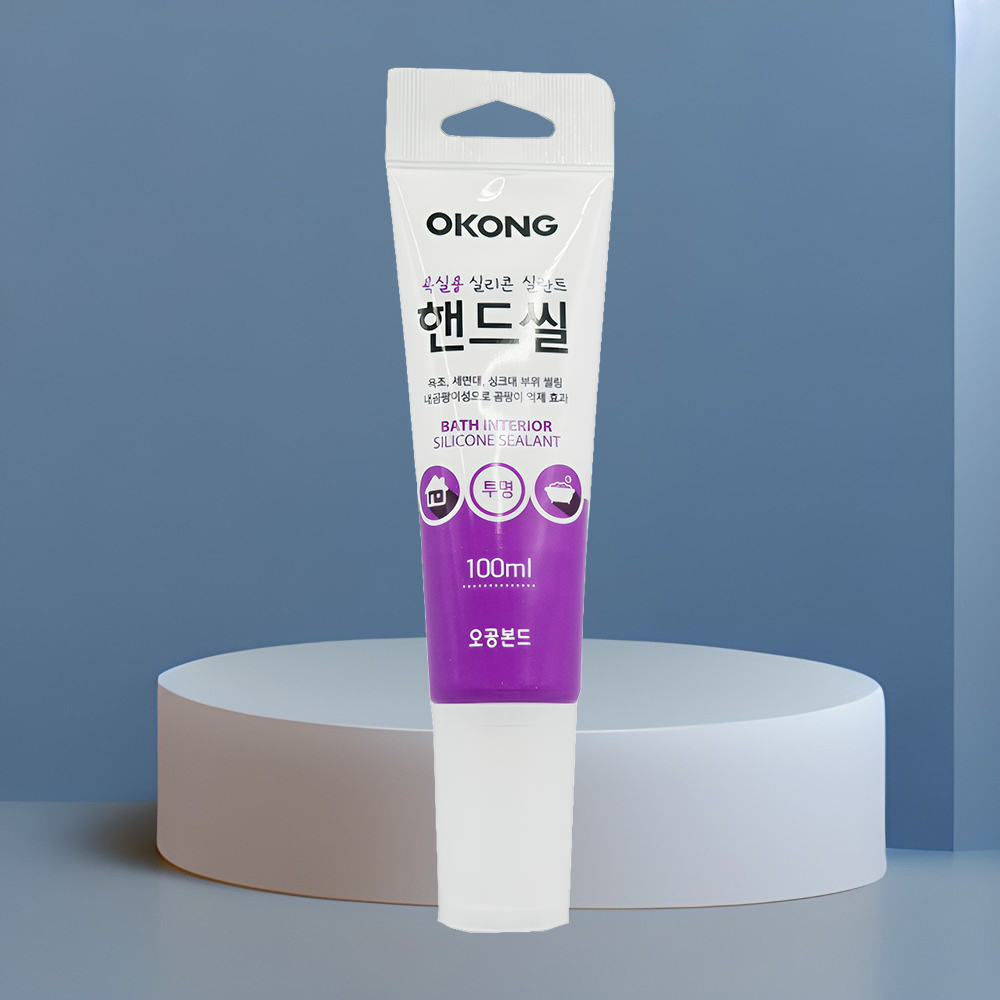 OKONG
욕실용 실리콘 실란트
핸드씰
욕조, 세면대, 싱크대 부위 씰링
내곰팡이성으로 곰팡이 억제 효과
BATH INTERIOR
SILICONE SEALANT
투명
100ml
오공본드